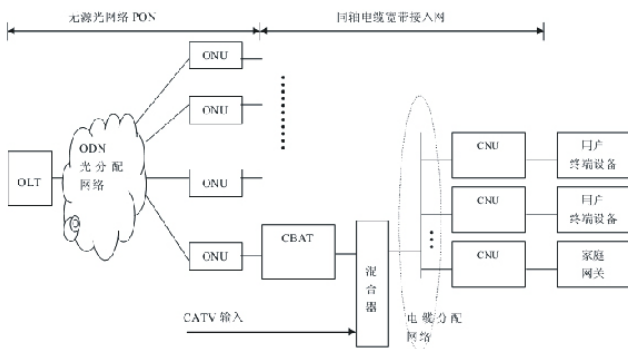 无源光网络 PON
同轴电缆宽带接入网
ONU
ONU
ONU
ONU
OLT
ODN
光分配
网络
CBAT
混合器
CATV 输入
电缆分配
网络
CNU
用户
终端设备
CNU
用户
终端设备
CNU
家庭
网关